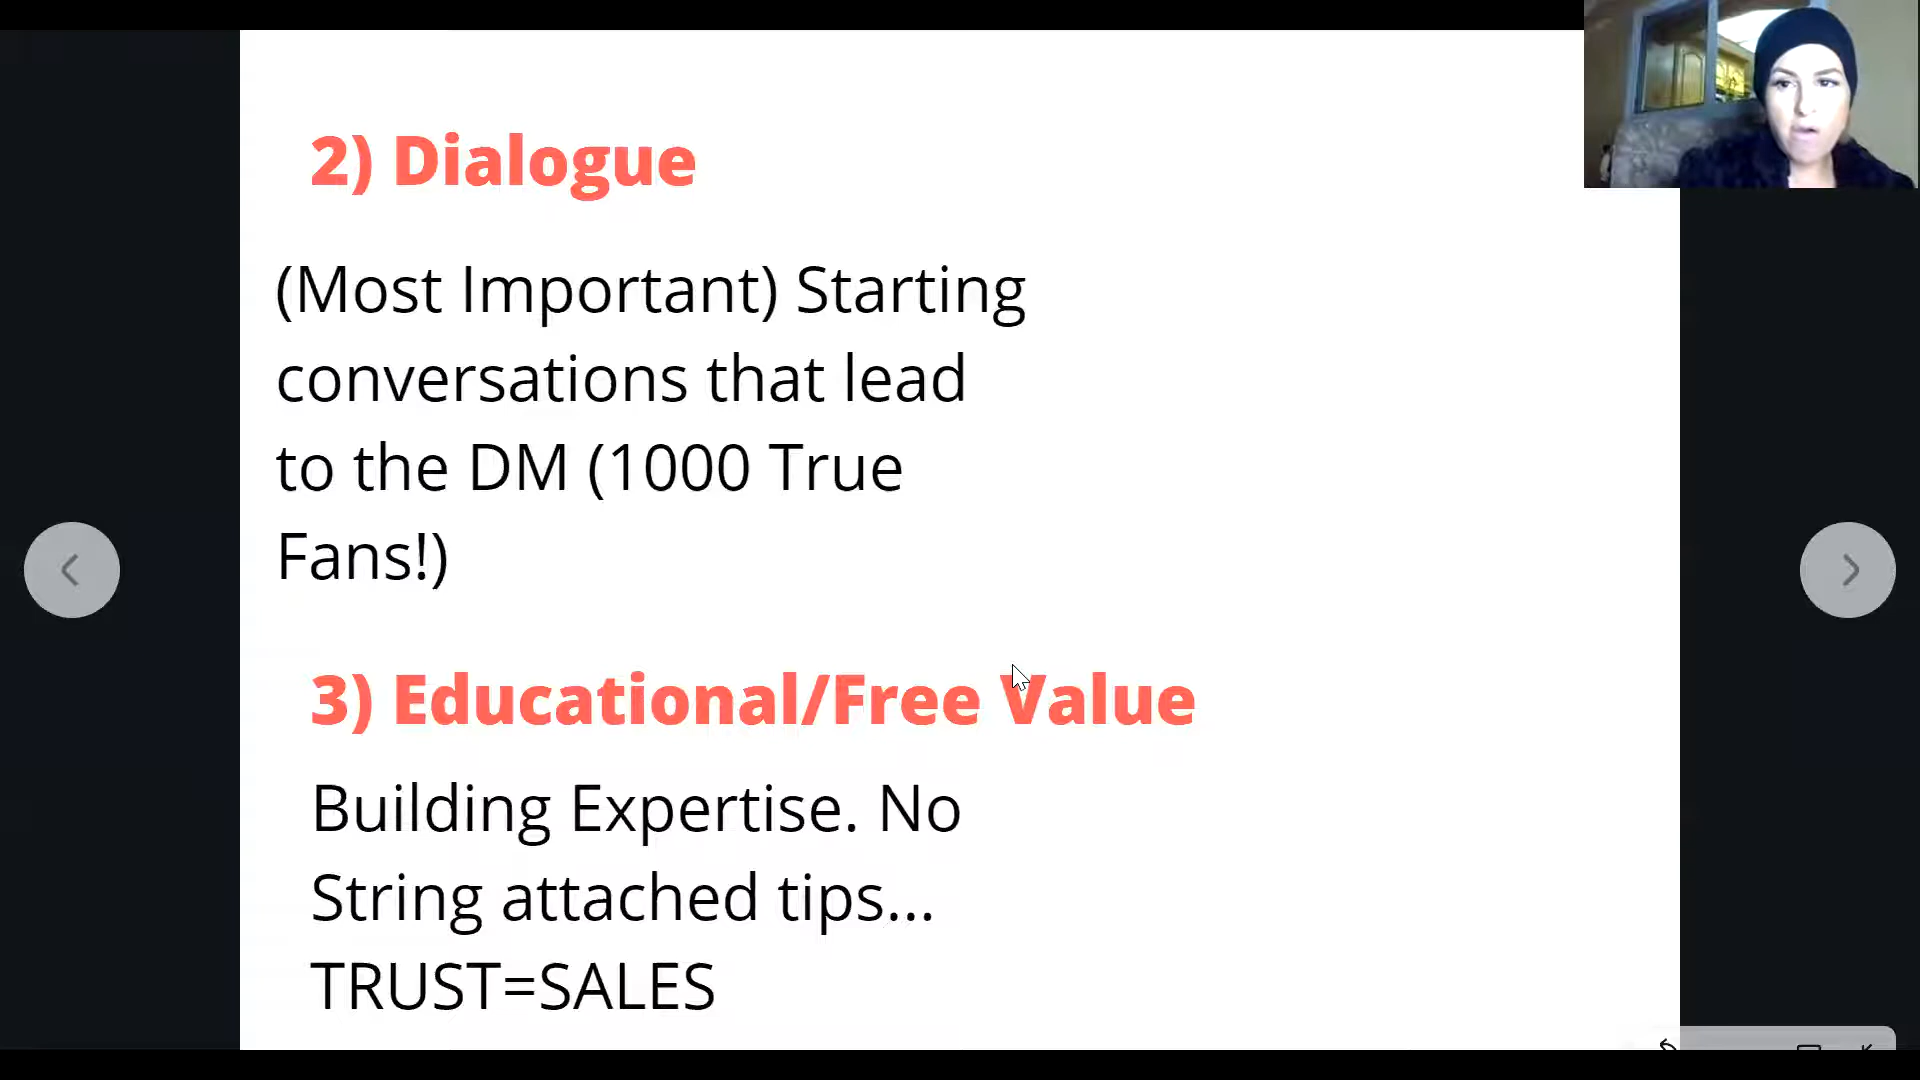 2) Dialogue
(Most Important) Starting
conversations that lead
to the DM (1000 True
Fans!)
3) Educational/Free Value
Building Expertise. No
String attached tips...
TRUST=SALES